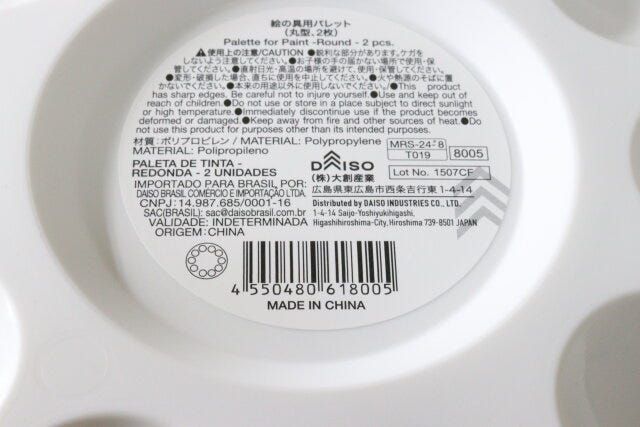 絵の具用パレット
(丸型、2枚)
Palette for Paint -Round - 2 pcs.
⚠使用上の注意/CAUTION ●鋭利な部分があります。ケガを
しないように注意してください。●お子様の手の届かない場所で使用・保
管してください。●直射日光・高温の場所を避けて、使用・保管してください。
●変形・破損した場合、直ちに使用を中止してください。●火や熱源のそばに置
かないでください。●本来の用途以外に使用しないでください。/●This product
has sharp edges. Be careful not to injure yourself.●Use and keep out of
reach of children.●Do not use or store in a place subject to direct sunlight
or high temperature.●Immediately discontinue use if the product becomes
deformed or damaged.●Keep away from fire and other sources of heat.●Do
not use this product for purposes other than its intended purpose.
材質:ポリプロピレン/MATERIAL: Polypropylene
MATERIAL: Polipropileno
MRS-24-8
T019
8005
PALETA DE TINTA -
REDONDA - 2 UNIDADES
IMPORTADO PARA BRASIL POR:
DAISO BRASIL COMÉRCIO E IMPORTAÇÃO LTDA.
CNPJ.:14.987.685/0001-16
SAC(BRASIL): sac@daisobrasil.com.br
VALIDADE: INDETERMINADA
ORIGEM: CHINA
DAISO
Lot No. 1507CF
(株)大創産業
広島県東広島市西条吉行東1-4-14
Distributed by DAISO INDUSTRIES CO., LTD.
1-4-14 Saijo-Yoshiyukihigashi,
Higashihiroshima-City, Hiroshima 739-8501 JAPAN
4 550480 618005
MADE IN CHINA